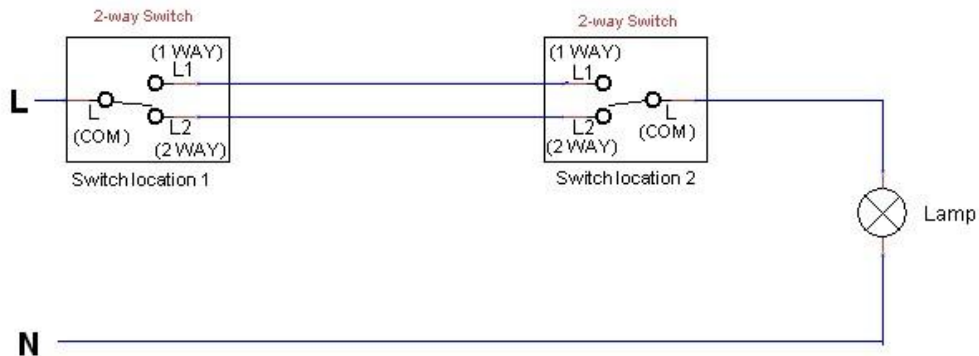 2-way Switch
2-way Switch
(1 WAY)
(1 WAY)
L1
L1
L
L
L
(COM)
L2
L2
(COM)
(2 WAY)
(2 WAY)
Switch location 1
Switch location 2
Lamp
N